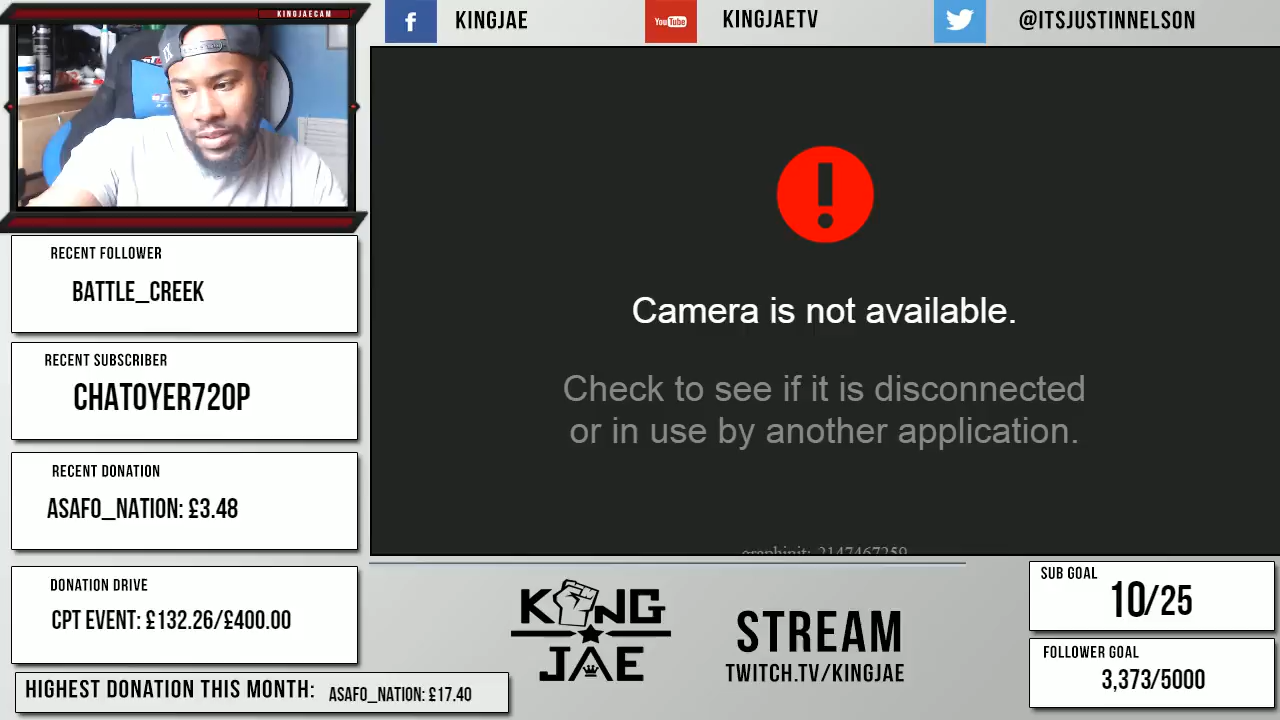 KINGJAECAM
KINGJAE
YouTube
KINGJAETV
@ITSJUSTINNELSON
RECENT FOLLOWER
BATTLE_CREEK
RECENT SUBSCRIBER
CHATOYER720P
RECENT DONATION
ASAFO_NATION: £3.48
DONATION DRIVE
CPT EVENT: £132.26/£400.00
HIGHEST DONATION THIS MONTH: ASAFO_NATION: £17.40
Camera is not available.
Check to see if it is disconnected
or in use by another application.
graphinit: 2147467259
KING
JAE
STREAM
TWITCH.TV/KINGJAE
SUB GOAL
10/25
FOLLOWER GOAL
3,373/5000